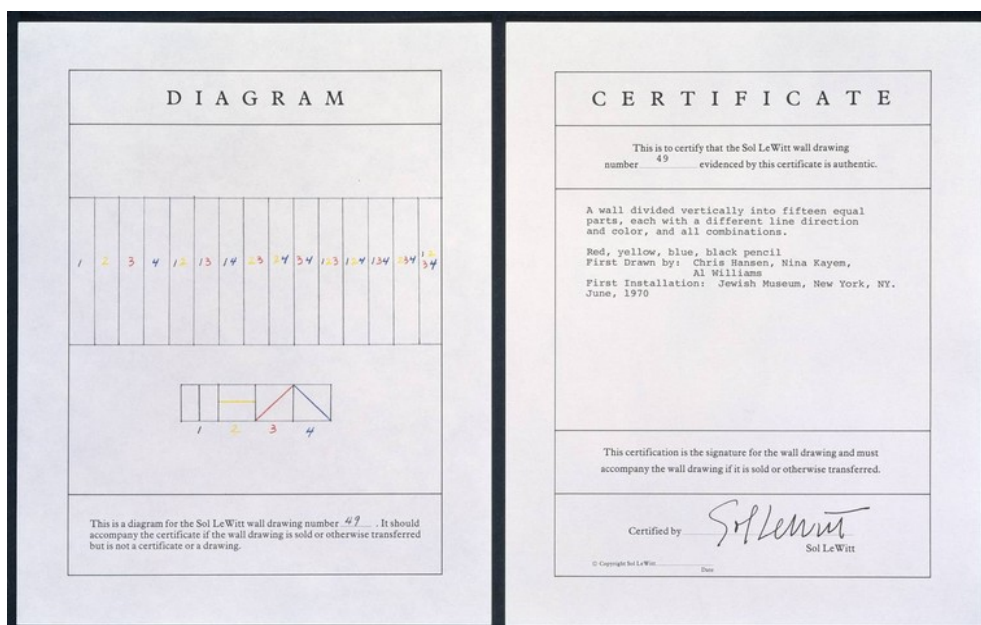 DIAGRAM
1 2 3 4 12 13 14 23 24 34 123 124 134 234 12
34
1 2 3 4
This is a diagram for the Sol LeWitt wall drawing number 49 . It should
accompany the certificate if the wall drawing is sold or otherwise transferred
but is not a certificate or a drawing.
CERTIFICATE
This is to certify that the Sol LeWitt wall drawing
number 49 evidenced by this certificate is authentic.
A wall divided vertically into fifteen equal
parts, each with a different line direction
and color, and all combinations.
Red, yellow, blue, black pencil
First Drawn by: Chris Hansen, Nina Kayem,
Al Williams
First Installation: Jewish Museum, New York, NY.
June, 1970
This certification is the signature for the wall drawing and must
accompany the wall drawing if it is sold or otherwise transferred.
Certified by Sol LeWitt
Sol LeWitt
© Copyright Sol LeWitt
Date